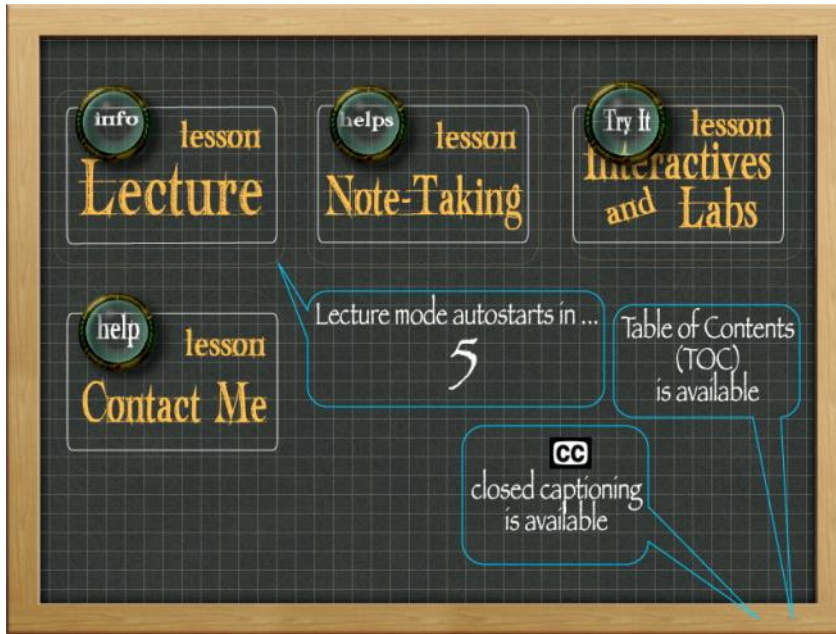 info
lesson
Lecture
helps
lesson
Note-Taking
Try It
lesson
Interactives
and Labs
help
lesson
Contact Me
Lecture mode autostarts in ...
5
Table of Contents
(TOC)
is available
CC
closed captioning
is available